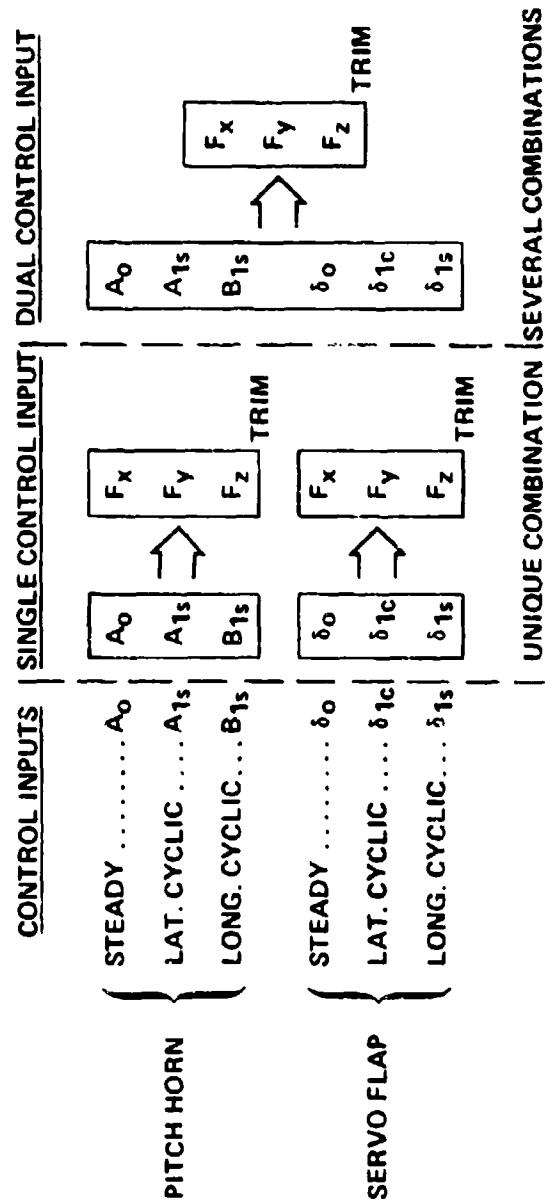 CONTROL INPUTS
PITCH HORN
STEADY ......... A₀
LAT. CYCLIC .... A₁ₛ
LONG. CYCLIC... B₁ₛ
SERVO FLAP
STEADY ......... δ₀
LAT. CYCLIC .... δ₁c
LONG. CYCLIC... δ₁ₛ
SINGLE CONTROL INPUT
A₀
A₁ₛ
B₁ₛ
Fₓ
Fy
Fz
TRIM
δ₀
δ₁c
δ₁ₛ
Fₓ
Fy
Fz
TRIM
UNIQUE COMBINATION
DUAL CONTROL INPUT
A₀
A₁ₛ
B₁ₛ
δ₀
δ₁c
δ₁ₛ
Fₓ
Fy
Fz
TRIM
SEVERAL COMBINATIONS